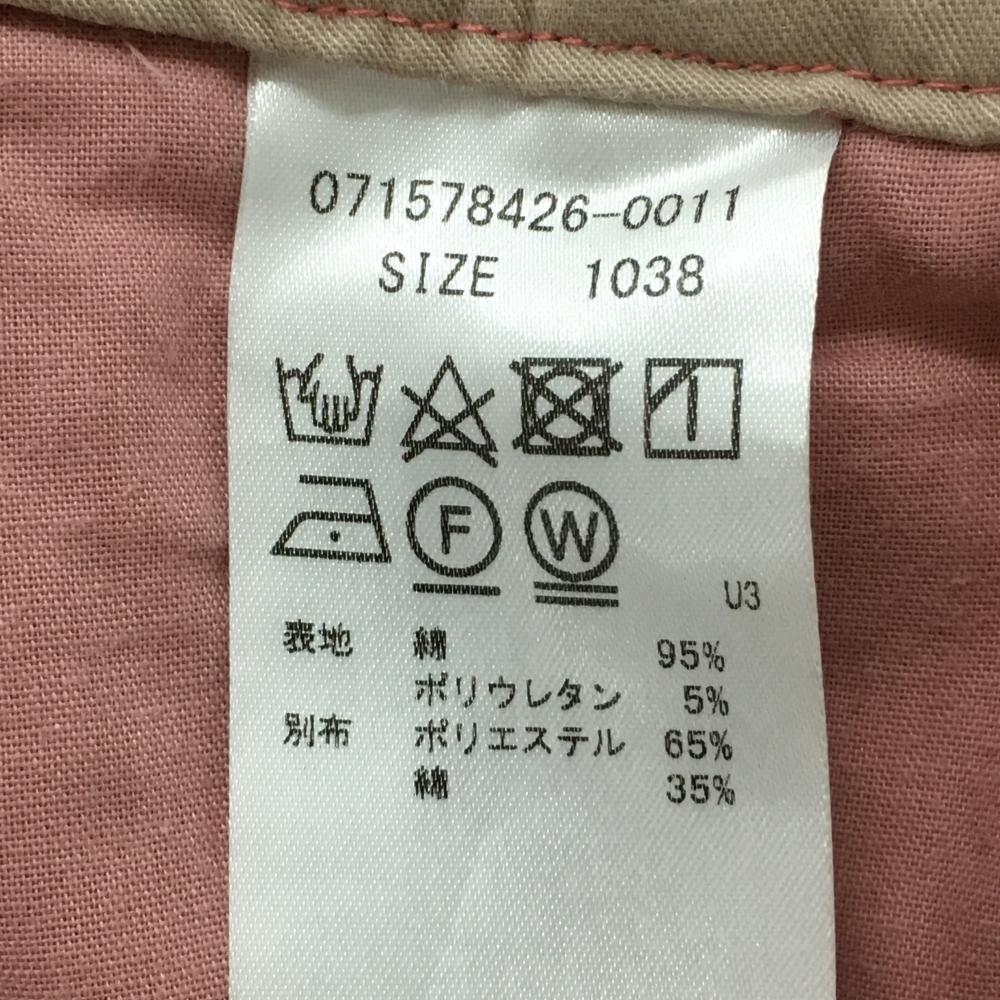 071578426-0011
SIZE 1038
F W
U3
表地 綿 95%
ポリウレタン 5%
別布 ポリエステル 65%
綿 35%